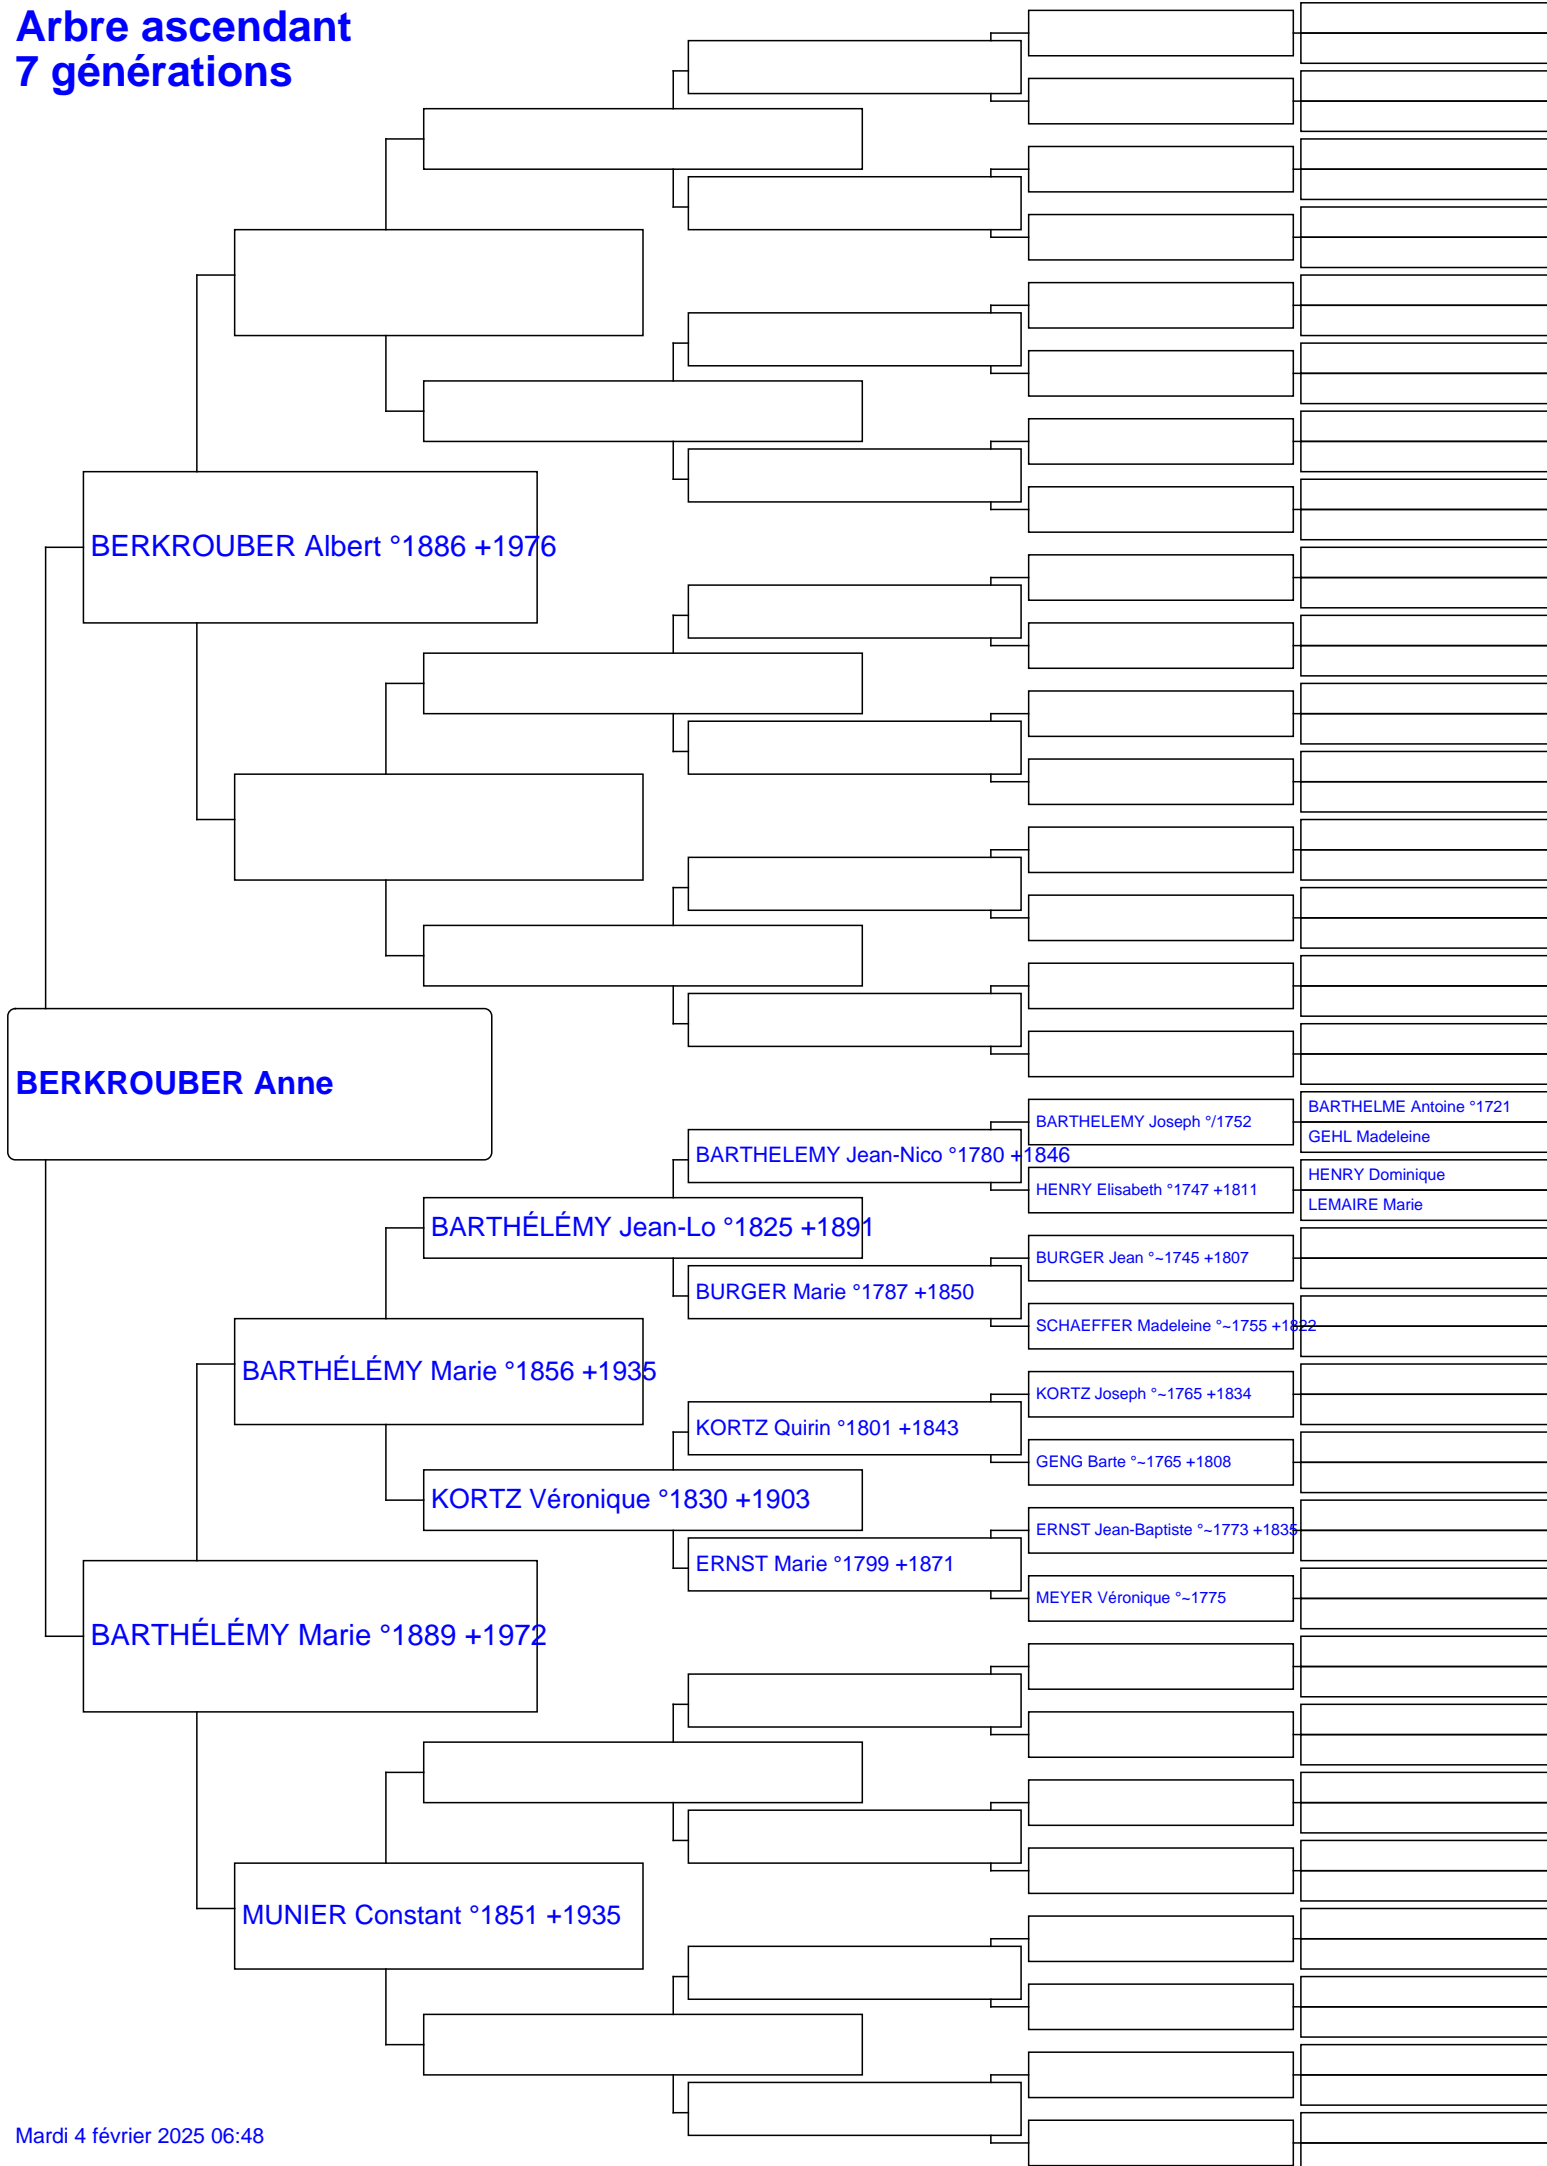 Arbre ascendant
7 générations
BERKROUBER Albert °1886 +1976
BERKROUBER Anne
BARTHELEMY Joseph °/1752
BARTHELME Antoine °1721
GEHL Madeleine
BARTHELEMY Jean-Nico °1780 +1846
HENRY Elisabeth °1747 +1811
HENRY Dominique
LEMAIRE Marie
BARTHÉLÉMY Jean-Lo °1825 +1891
BURGER Jean °~1745 +1807
BURGER Marie °1787 +1850
SCHAEFFER Madeleine °~1755 +1822
BARTHÉLÉMY Marie °1856 +1935
KORTZ Joseph °~1765 +1834
KORTZ Quirin °1801 +1843
GENG Barte °~1765 +1808
KORTZ Véronique °1830 +1903
ERNST Jean-Baptiste °~1773 +1835
ERNST Marie °1799 +1871
MEYER Véronique °~1775
BARTHÉLÉMY Marie °1889 +1972
MUNIER Constant °1851 +1935
Mardi 4 février 2025 06:48